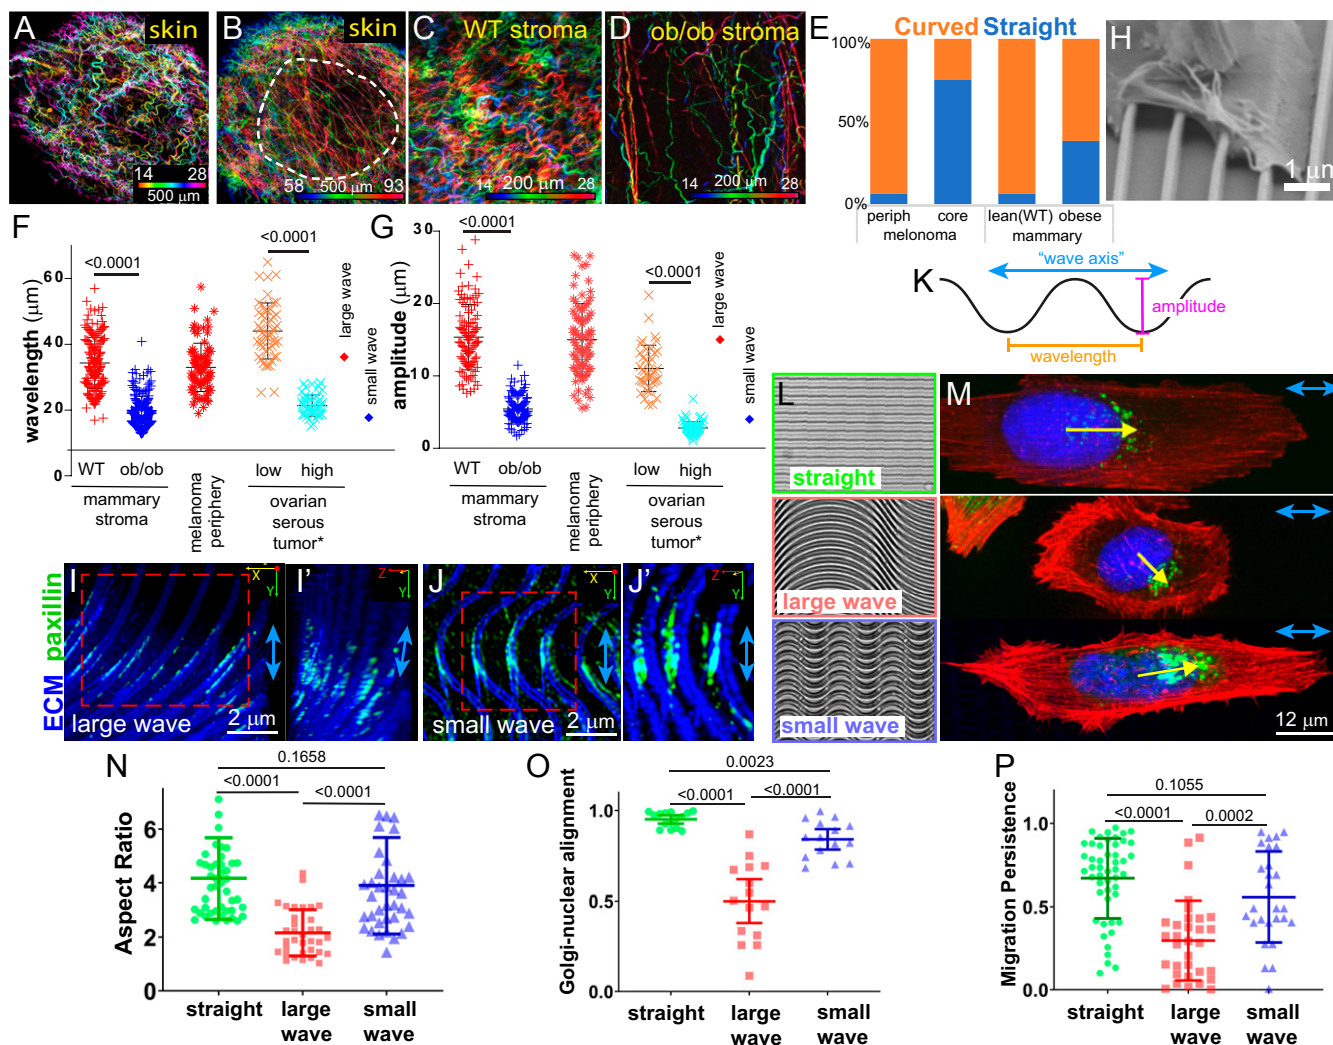 A
skin
14
28
500 µm
B
skin
58
500 µm
93
C
WT stroma
14
200 µm
28
D
ob/ob stroma
14
200 µm
28
E
Curved Straight
100%
50%
0%
periph
core
lean(WT)
obese
melonoma
mammary
H
1 µm
F
wavelength (µm)
60
40
20
0
<0.0001
<0.0001
large wave
small wave
WT
ob/ob
mammary
stroma
melanoma
periphery
low
high
ovarian
serous
tumor*
G
amplitude (µm)
30
20
10
0
<0.0001
<0.0001
large wave
small wave
WT
ob/ob
mammary
stroma
melanoma
periphery
low
high
ovarian
serous
tumor*
K
"wave axis"
amplitude
wavelength
ECM paxillin
I
X
Y
large wave
2 µm
I'
Z
Y
J
X
Y
small wave
2 µm
J'
Z
Y
L
straight
large wave
small wave
M
12 µm
N
Aspect Ratio
0.1658
<0.0001
<0.0001
6
4
2
0
straight
large
wave
small
wave
O
Golgi-nuclear alignment
0.0023
<0.0001
<0.0001
1.0
0.5
0.0
straight
large
wave
small
wave
P
Migration Persistence
0.1055
<0.0001
0.0002
1.0
0.5
0.0
straight
large
wave
small
wave